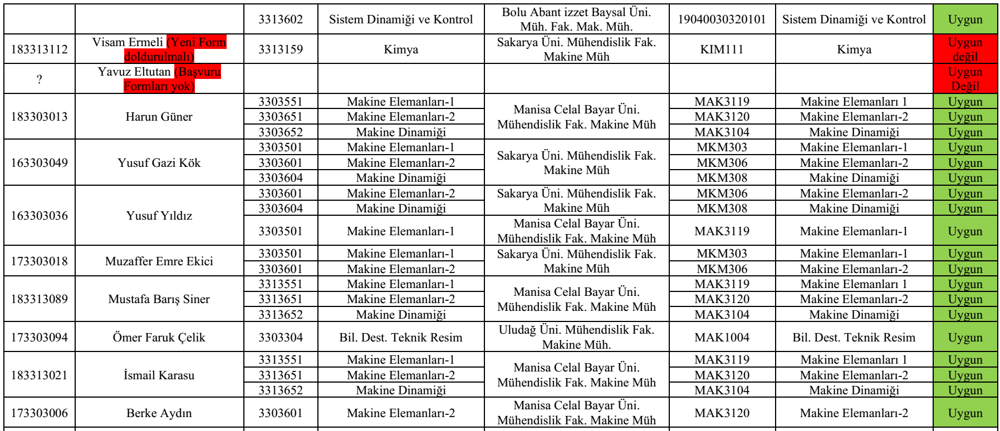 3313602 Sistem Dinamiği ve Kontrol Bolu Abant izzet Baysal Üni. Müh. Fak. Mak. Müh. 19040030320101 Sistem Dinamiği ve Kontrol Uygun
183313112 Visam Ermeli (Yeni Form doldurulmalı) 3313159 Kimya Sakarya Üni. Mühendislik Fak. Makine Müh KIM111 Kimya Uygun değil
? Yavuz Eltutan (Başvuru Formları yok) Uygun Değil
183303013 Harun Güner 3303551 Makine Elemanları-1 Manisa Celal Bayar Üni. Mühendislik Fak. Makine Müh MAK3119 Makine Elemanları 1 Uygun
3303651 Makine Elemanları-2 MAK3120 Makine Elemanları-2 Uygun
3303652 Makine Dinamiği MAK3104 Makine Dinamiği Uygun
163303049 Yusuf Gazi Kök 3303501 Makine Elemanları-1 Sakarya Üni. Mühendislik Fak. Makine Müh MKM303 Makine Elemanları-1 Uygun
3303601 Makine Elemanları-2 MKM306 Makine Elemanları-2 Uygun
3303604 Makine Dinamiği MKM308 Makine Dinamiği Uygun
163303036 Yusuf Yıldız 3303601 Makine Elemanları-2 Sakarya Üni. Mühendislik Fak. Makine Müh MKM306 Makine Elemanları-2 Uygun
3303604 Makine Dinamiği MKM308 Makine Dinamiği Uygun
3303501 Makine Elemanları-1 Manisa Celal Bayar Üni. Mühendislik Fak. Makine Müh MAK3119 Makine Elemanları-1 Uygun
173303018 Muzaffer Emre Ekici 3303501 Makine Elemanları-1 Sakarya Üni. Mühendislik Fak. Makine Müh MKM303 Makine Elemanları-1 Uygun
3303601 Makine Elemanları-2 MKM306 Makine Elemanları-2 Uygun
183313089 Mustafa Barış Siner 3313551 Makine Elemanları-1 Manisa Celal Bayar Üni. Mühendislik Fak. Makine Müh MAK3119 Makine Elemanları 1 Uygun
3313651 Makine Elemanları-2 MAK3120 Makine Elemanları-2 Uygun
3313652 Makine Dinamiği MAK3104 Makine Dinamiği Uygun
173303094 Ömer Faruk Çelik 3303304 Bil. Dest. Teknik Resim Uludağ Üni. Mühendislik Fak. Makine Müh. MAK1004 Bil. Dest. Teknik Resim Uygun
183313021 İsmail Karasu 3313551 Makine Elemanları-1 Manisa Celal Bayar Üni. Mühendislik Fak. Makine Müh MAK3119 Makine Elemanları 1 Uygun
3313651 Makine Elemanları-2 MAK3120 Makine Elemanları-2 Uygun
3313652 Makine Dinamiği MAK3104 Makine Dinamiği Uygun
173303006 Berke Aydın 3303601 Makine Elemanları-2 Manisa Celal Bayar Üni. Mühendislik Fak. Makine Müh MAK3120 Makine Elemanları-2 Uygun